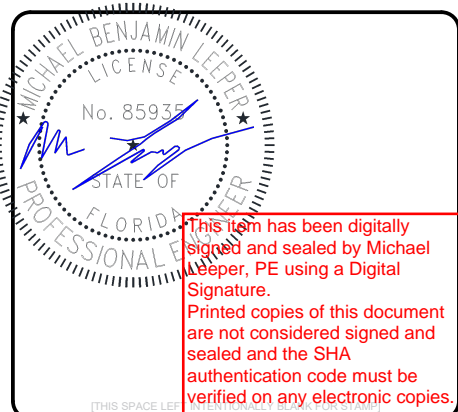 MICHAEL BENJAMIN LEEPER
LICENSE
No. 85935
STATE OF
FLORIDA
PROFESSIONAL ENGINEER
This item has been digitally
signed and sealed by Michael
Leeper, PE using a Digital
Signature.
Printed copies of this document
are not considered signed and
sealed and the SHA
authentication code must be
verified on any electronic copies.
[THIS SPACE LEFT INTENTIONALLY BLANK FOR STAMP]